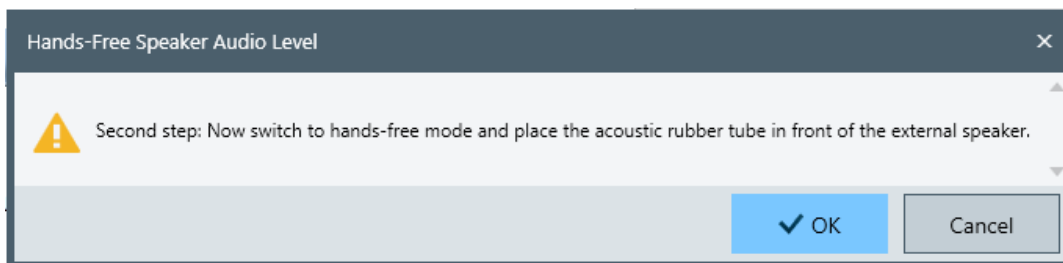 Hands-Free Speaker Audio Level
Second step: Now switch to hands-free mode and place the acoustic rubber tube in front of the external speaker.
OK
Cancel